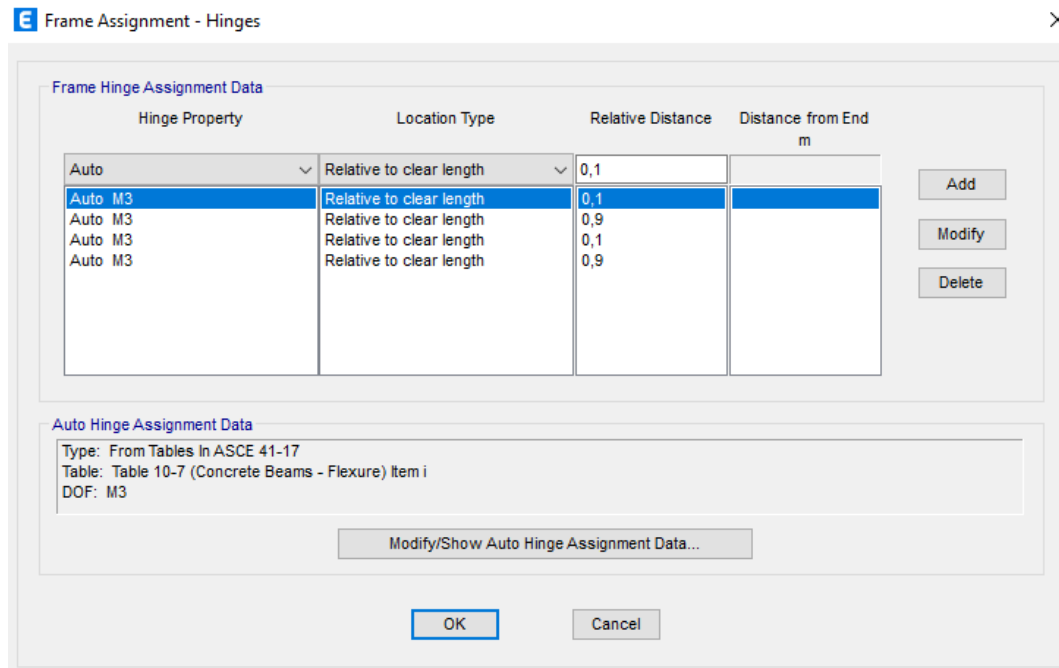 E Frame Assignment - Hinges
Frame Hinge Assignment Data
Hinge Property Location Type Relative Distance Distance from End
m
Auto Relative to clear length 0,1
Add
Auto M3 Relative to clear length 0,1
Auto M3 Relative to clear length 0,9
Auto M3 Relative to clear length 0,1
Auto M3 Relative to clear length 0,9
Modify
Delete
Auto Hinge Assignment Data
Type: From Tables In ASCE 41-17
Table: Table 10-7 (Concrete Beams - Flexure) Item i
DOF: M3
Modify/Show Auto Hinge Assignment Data...
OK Cancel